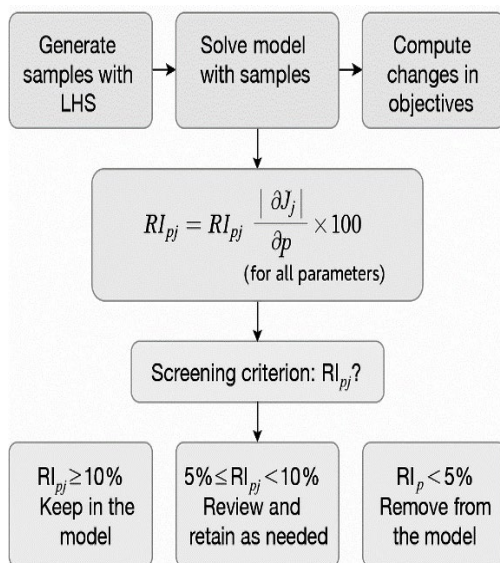 Generate
samples with
LHS
Solve model
with samples
Compute
changes in
objectives
RI_pj = RI_pj |∂J_j| / ∂p × 100
(for all parameters)
Screening criterion: RI_pj?
RI_pj ≥ 10%
Keep in the
model
5% ≤ RI_pj < 10%
Review and
retain as needed
RI_p < 5%
Remove from
the model